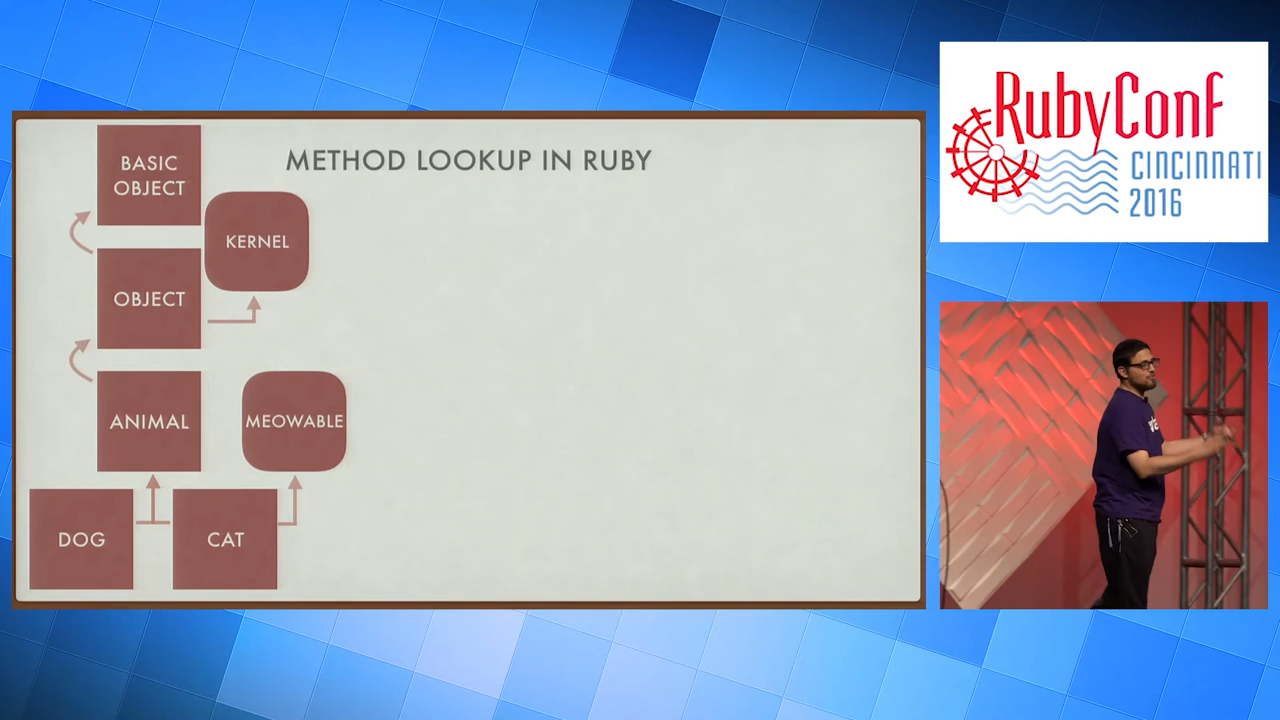 METHOD LOOKUP IN RUBY
BASIC
OBJECT
KERNEL
OBJECT
ANIMAL
MEOWABLE
DOG
CAT
RubyConf
CINCINNATI
2016